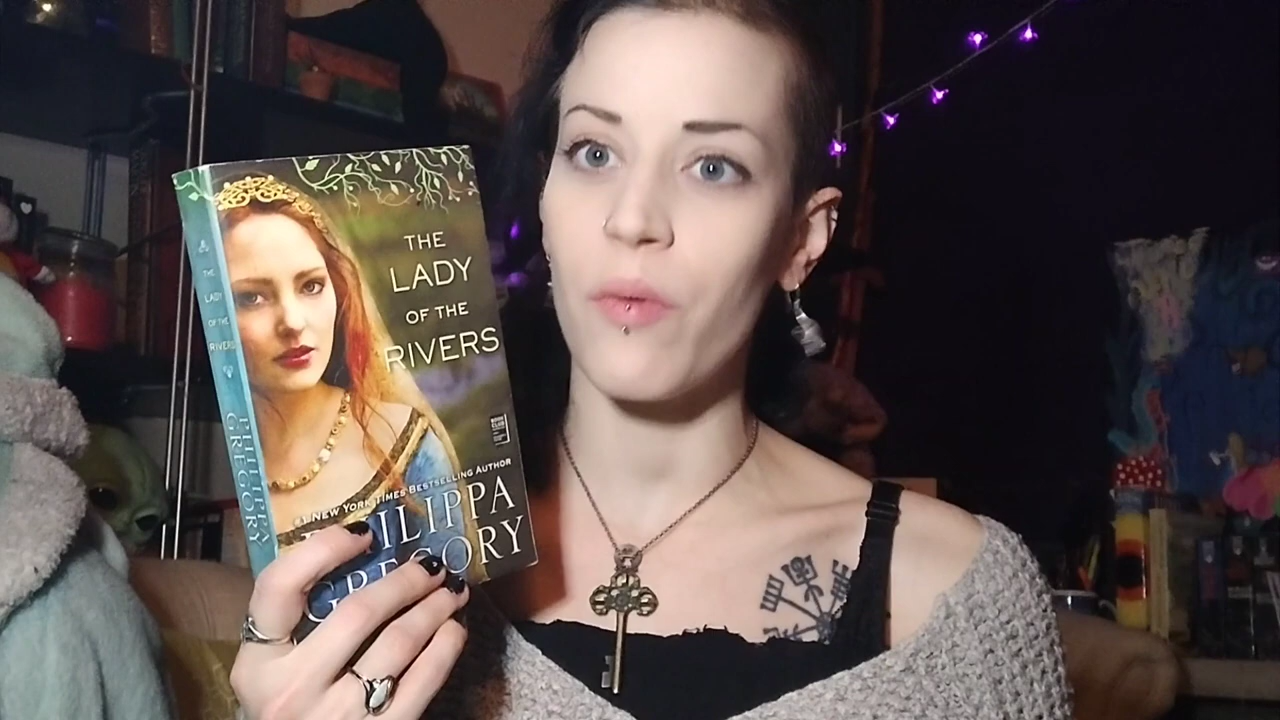 THE
LADY
OF THE
RIVERS
#1 NEW YORK TIMES BESTSELLING AUTHOR
PHILIPPA
GREGORY
THE
LADY
OF THE
RIVERS
PHILIPPA
GREGORY